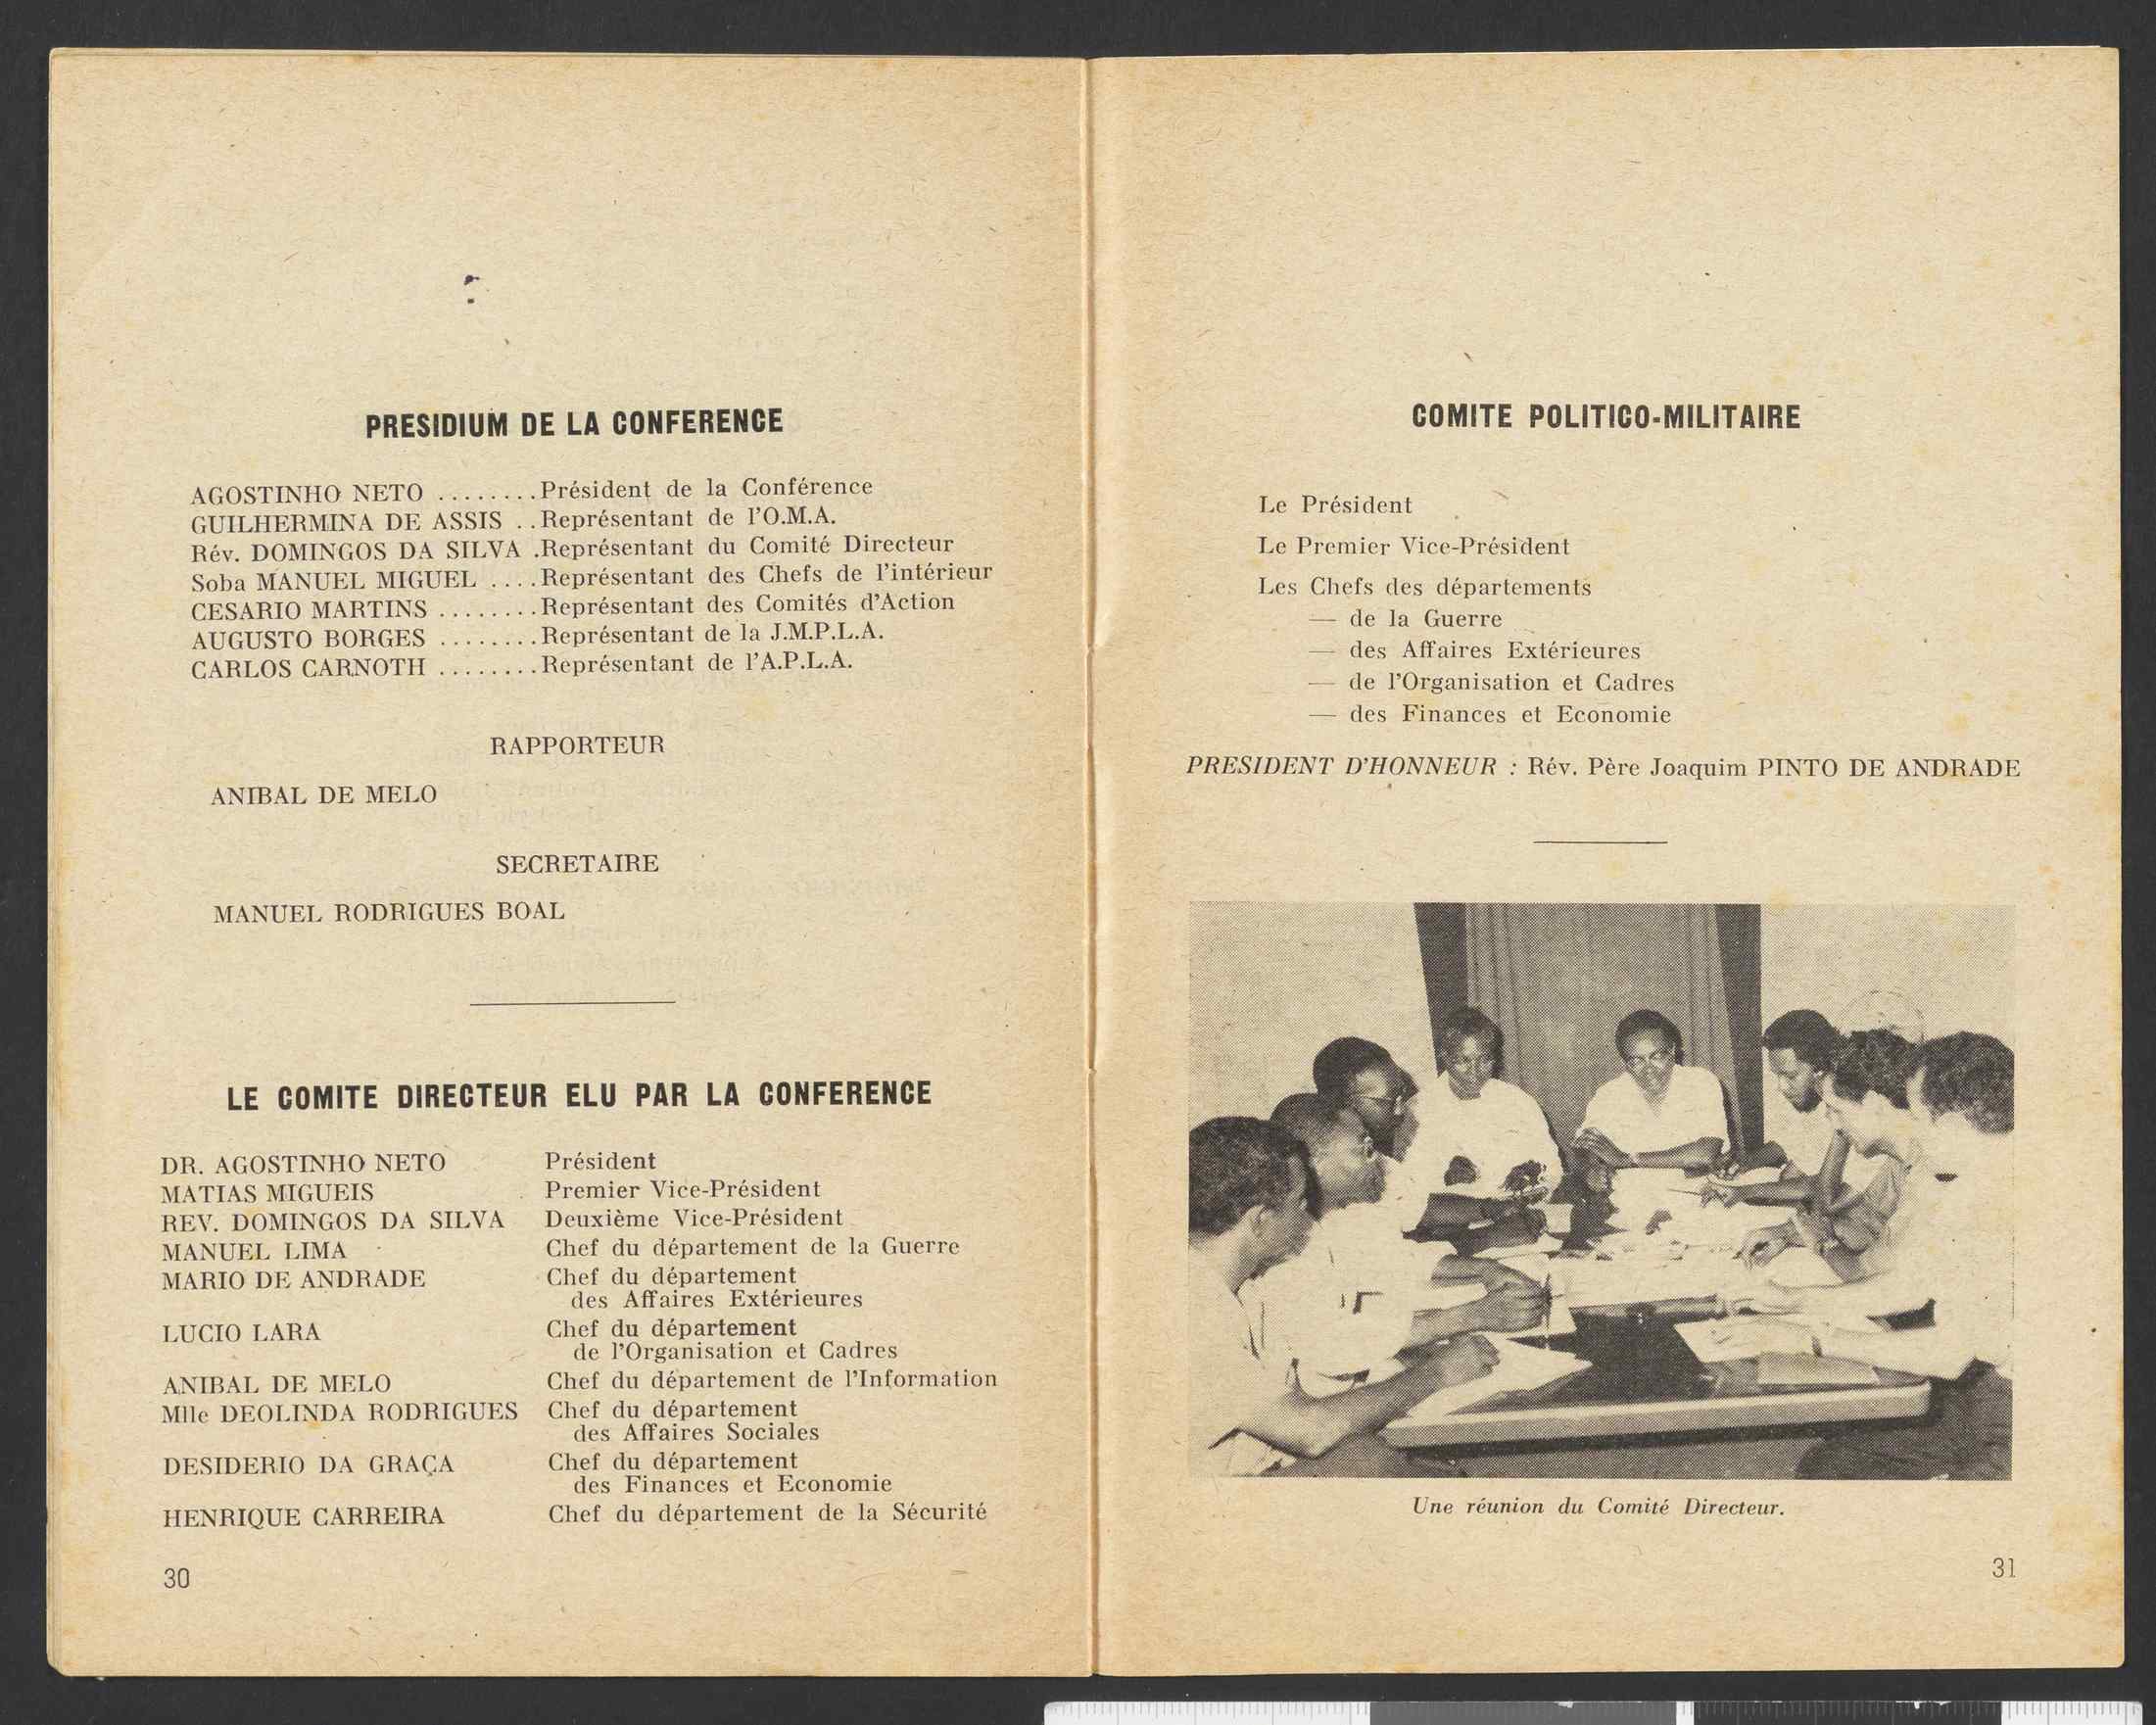 PRESIDIUM DE LA CONFERENCE
AGOSTINHO NETO ........Président de la Conférence
GUILHERMINA DE ASSIS ..Représentant de l'O.M.A.
Rév. DOMINGOS DA SILVA .Représentant du Comité Directeur
Soba MANUEL MIGUEL ....Représentant des Chefs de l'intérieur
CESARIO MARTINS ........Représentant des Comités d'Action
AUGUSTO BORGES ........Représentant de la J.M.P.L.A.
CARLOS CARNOTH ........Représentant de l'A.P.L.A.
RAPPORTEUR
ANIBAL DE MELO
SECRETAIRE
MANUEL RODRIGUES BOAL
LE COMITE DIRECTEUR ELU PAR LA CONFERENCE
DR. AGOSTINHO NETO Président
MATIAS MIGUEIS Premier Vice-Président
REV. DOMINGOS DA SILVA Deuxième Vice-Président
MANUEL LIMA Chef du département de la Guerre
MARIO DE ANDRADE Chef du département
des Affaires Extérieures
LUCIO LARA Chef du département
de l'Organisation et Cadres
ANIBAL DE MELO Chef du département de l'Information
Mlle DEOLINDA RODRIGUES Chef du département
des Affaires Sociales
DESIDERIO DA GRAÇA Chef du département
des Finances et Economie
HENRIQUE CARREIRA Chef du département de la Sécurité
30
COMITE POLITICO-MILITAIRE
Le Président
Le Premier Vice-Président
Les Chefs des départements
— de la Guerre
— des Affaires Extérieures
— de l'Organisation et Cadres
— des Finances et Economie
PRESIDENT D'HONNEUR : Rév. Père Joaquim PINTO DE ANDRADE
Une réunion du Comité Directeur.
31